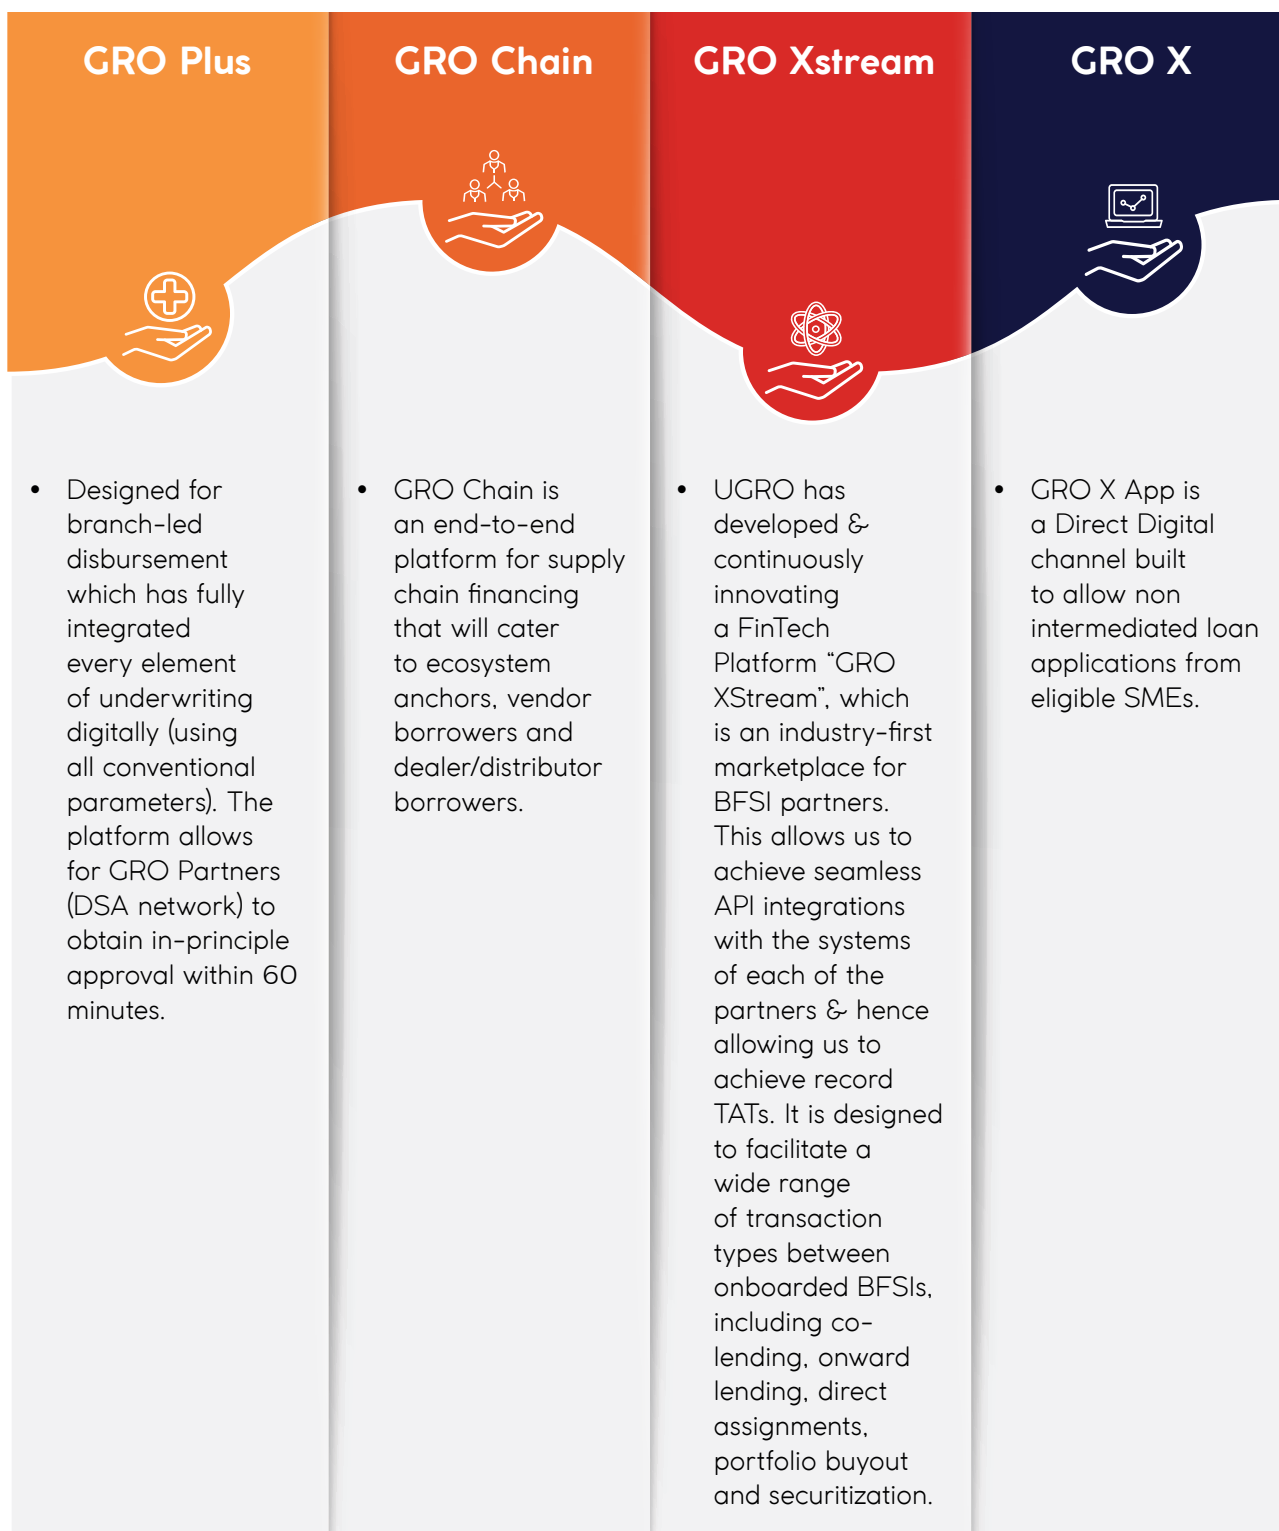 GRO Plus
• Designed for
branch-led
disbursement
which has fully
integrated
every element
of underwriting
digitally (using
all conventional
parameters). The
platform allows
for GRO Partners
(DSA network) to
obtain in-principle
approval within 60
minutes.
GRO Chain
• GRO Chain is
an end-to-end
platform for supply
chain financing
that will cater
to ecosystem
anchors, vendor
borrowers and
dealer/distributor
borrowers.
GRO Xstream
• UGRO has
developed &
continuously
innovating
a FinTech
Platform “GRO
XStream”, which
is an industry-first
marketplace for
BFSI partners.
This allows us to
achieve seamless
API integrations
with the systems
of each of the
partners & hence
allowing us to
achieve record
TATs. It is designed
to facilitate a
wide range
of transaction
types between
onboarded BFSIs,
including co-
lending, onward
lending, direct
assignments,
portfolio buyout
and securitization.
GRO X
• GRO X App is
a Direct Digital
channel built
to allow non
intermediated loan
applications from
eligible SMEs.